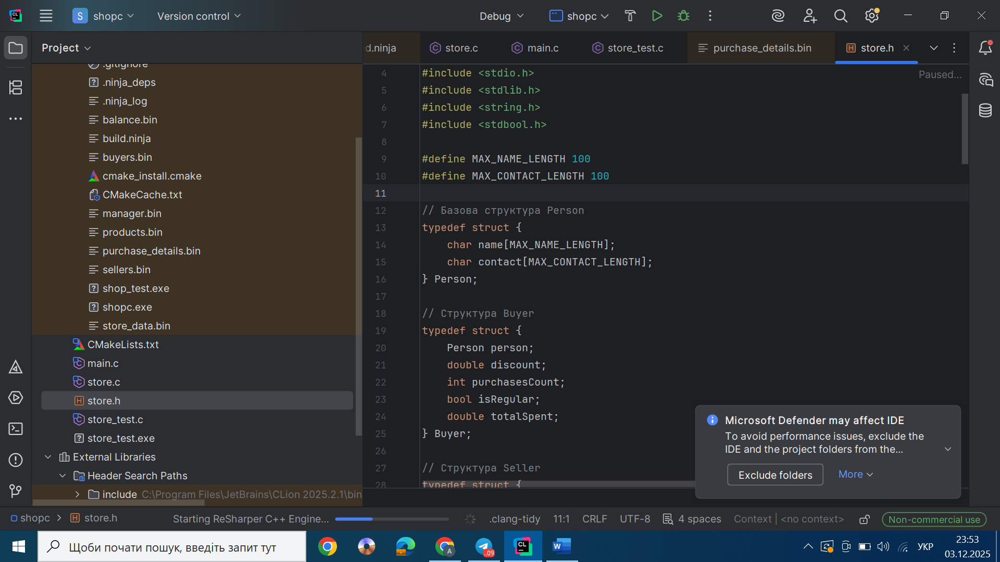 CL
S shopc
Version control
Debug
shopc
Project
d.ninja
store.c
main.c
store_test.c
purchase_details.bin
H store.h
.gitignore
.ninja_deps
.ninja_log
balance.bin
build.ninja
buyers.bin
cmake_install.cmake
CMakeCache.txt
manager.bin
products.bin
purchase_details.bin
sellers.bin
shop_test.exe
shopc.exe
store_data.bin
CMakeLists.txt
main.c
store.c
H store.h
store_test.c
store_test.exe
External Libraries
Header Search Paths
include C:\Program Files\JetBrains\CLion 2025.2.1\bin
Paused...
4 #include <stdio.h>
5 #include <stdlib.h>
6 #include <string.h>
7 #include <stdbool.h>
8
9 #define MAX_NAME_LENGTH 100
10 #define MAX_CONTACT_LENGTH 100
11
12 // Базова структура Person
13 typedef struct {
14 char name[MAX_NAME_LENGTH];
15 char contact[MAX_CONTACT_LENGTH];
16 } Person;
17
18 // Структура Buyer
19 typedef struct {
20 Person person;
21 double discount;
22 int purchasesCount;
23 bool isRegular;
24 double totalSpent;
25 } Buyer;
26
27 // Структура Seller
28 typedef struct {
Microsoft Defender may affect IDE
To avoid performance issues, exclude the
IDE and the project folders from the...
Exclude folders
More
shopc > H store.h
Starting ReSharper C++ Engine...
.clang-tidy
11:1
CRLF
UTF-8
4 spaces
Context
<no context>
Non-commercial use
Щоби почати пошук, введіть запит тут
A
..09
CL
W
УКР
23:53
03.12.2025